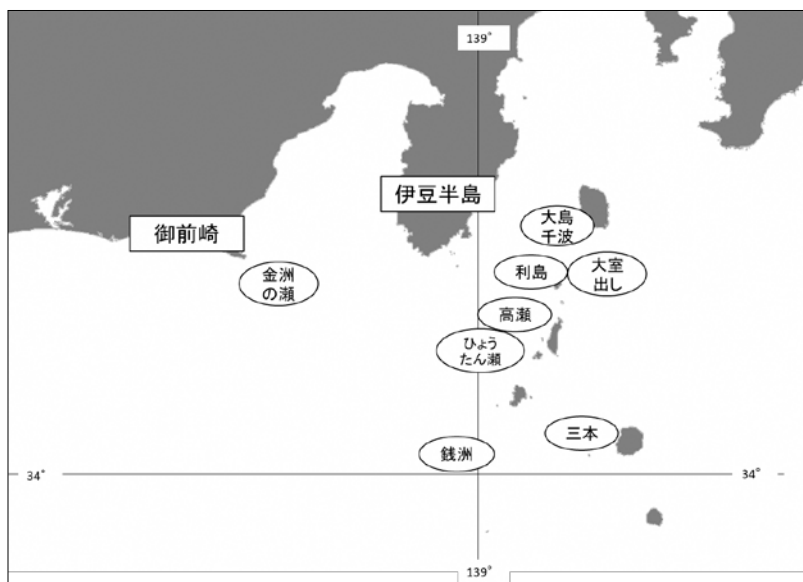 139°
伊豆半島
御前崎
大島
千波
金洲
の瀬
利島
大室
出し
高瀬
ひょう
たん瀬
三本
銭洲
34°
34°
139°